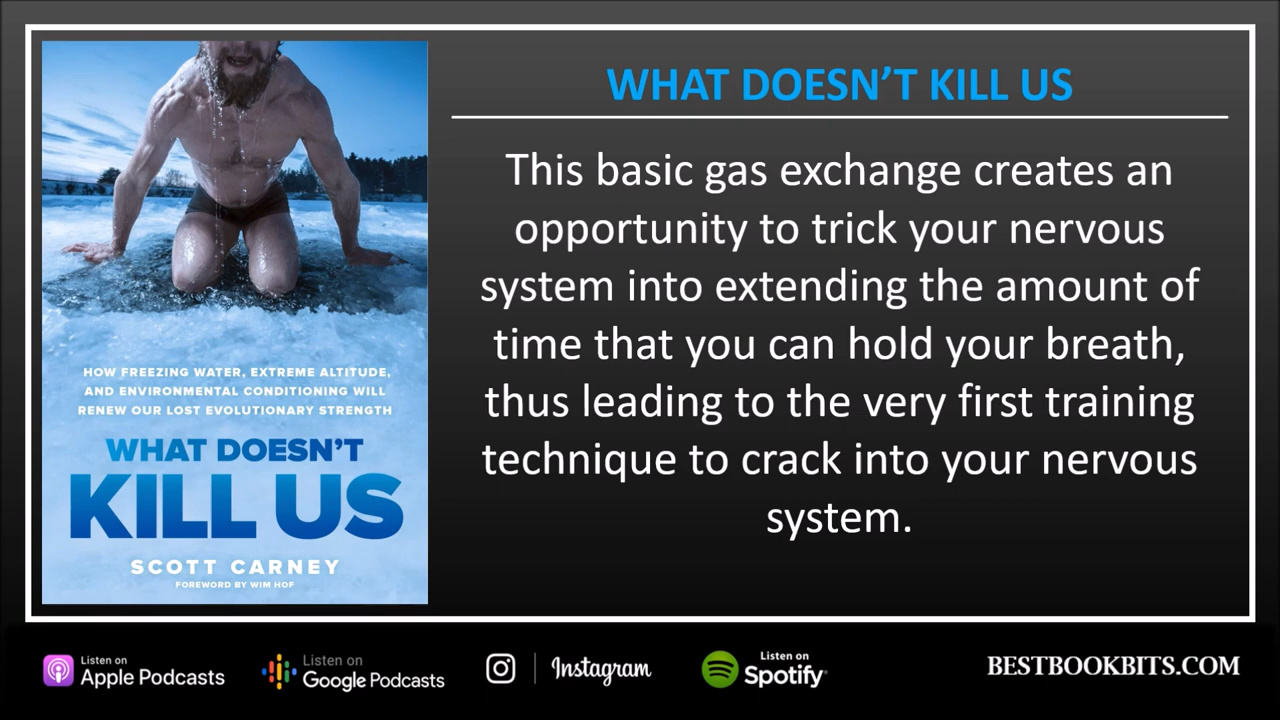 HOW FREEZING WATER, EXTREME ALTITUDE,
AND ENVIRONMENTAL CONDITIONING WILL
RENEW OUR LOST EVOLUTIONARY STRENGTH
WHAT DOESN'T
KILL US
SCOTT CARNEY
FOREWORD BY WIM HOF
WHAT DOESN'T KILL US
This basic gas exchange creates an
opportunity to trick your nervous
system into extending the amount of
time that you can hold your breath,
thus leading to the very first training
technique to crack into your nervous
system.
Listen on
Apple Podcasts
Listen on
Google Podcasts
Instagram
Listen on
Spotify
BESTBOOKBITS.COM